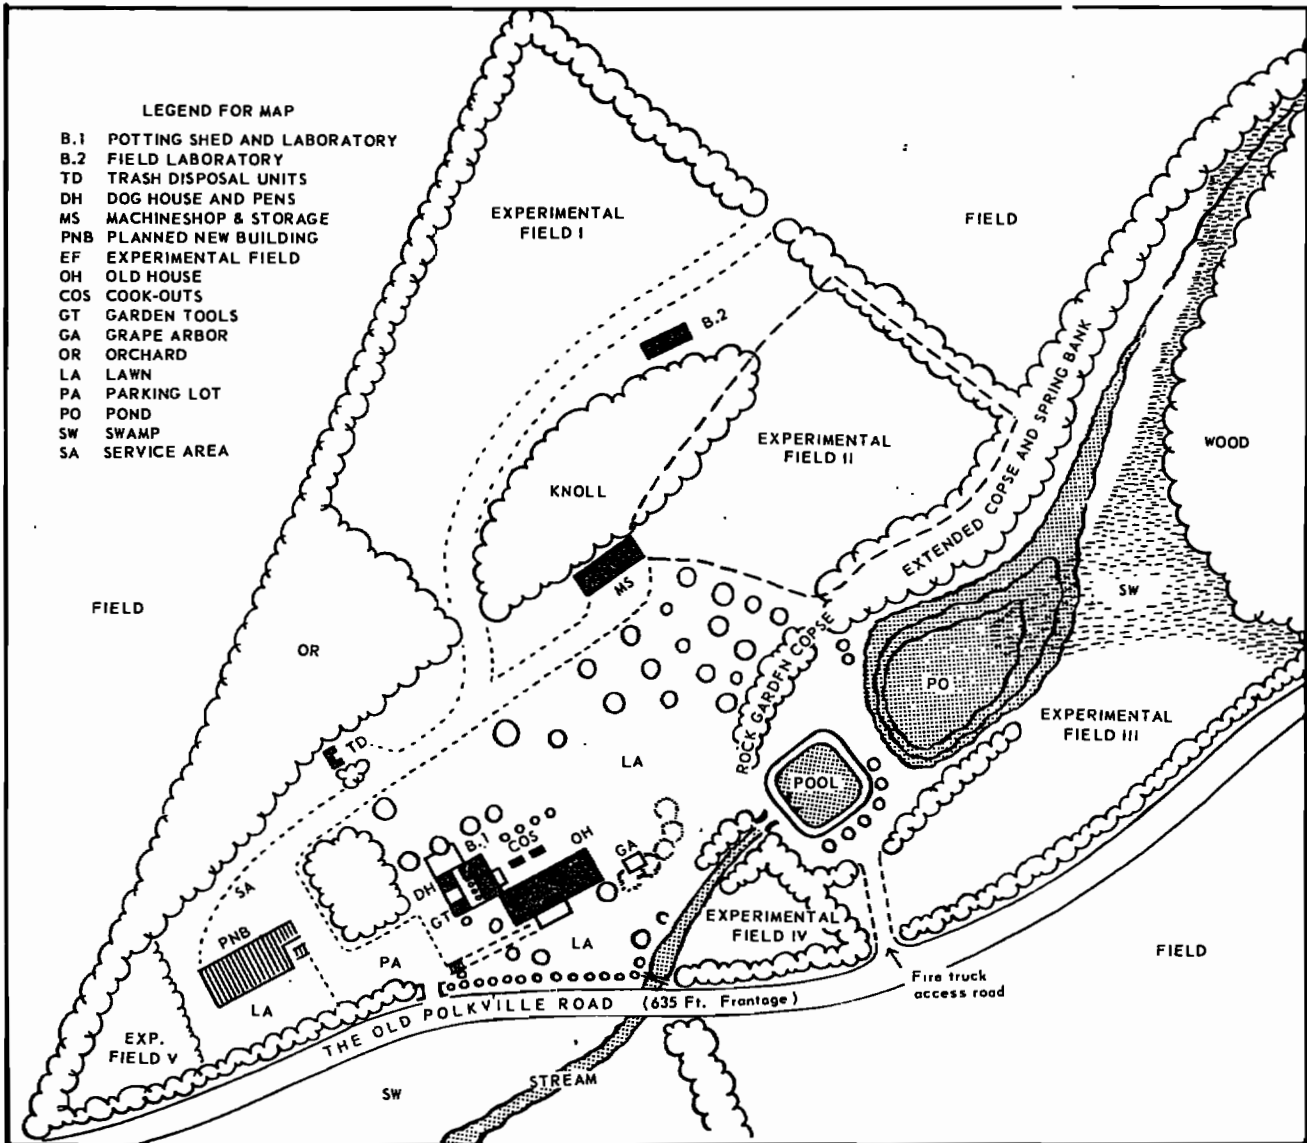 LEGEND FOR MAP
B.1 POTTING SHED AND LABORATORY
B.2 FIELD LABORATORY
TD TRASH DISPOSAL UNITS
DH DOG HOUSE AND PENS
MS MACHINESHOP & STORAGE
PNB PLANNED NEW BUILDING
EF EXPERIMENTAL FIELD
OH OLD HOUSE
COS COOK-OUTS
GT GARDEN TOOLS
GA GRAPE ARBOR
OR ORCHARD
LA LAWN
PA PARKING LOT
PO POND
SW SWAMP
SA SERVICE AREA
EXPERIMENTAL
FIELD I
FIELD
B.2
EXTENDED COPSE AND SPRING BANK
WOOD
EXPERIMENTAL
FIELD II
KNOLL
MS
SW
FIELD
OR
ROCK GARDEN COPSE
PO
EXPERIMENTAL
FIELD III
TD
LA
POOL
B.1
COS
OH
GA
DH
GT
SA
PNB
EXPERIMENTAL
FIELD IV
LA
PA
FIELD
Fire truck
access road
LA
THE OLD POLKVILLE ROAD (635 Ft. Frantage)
EXP.
FIELD V
STREAM
SW